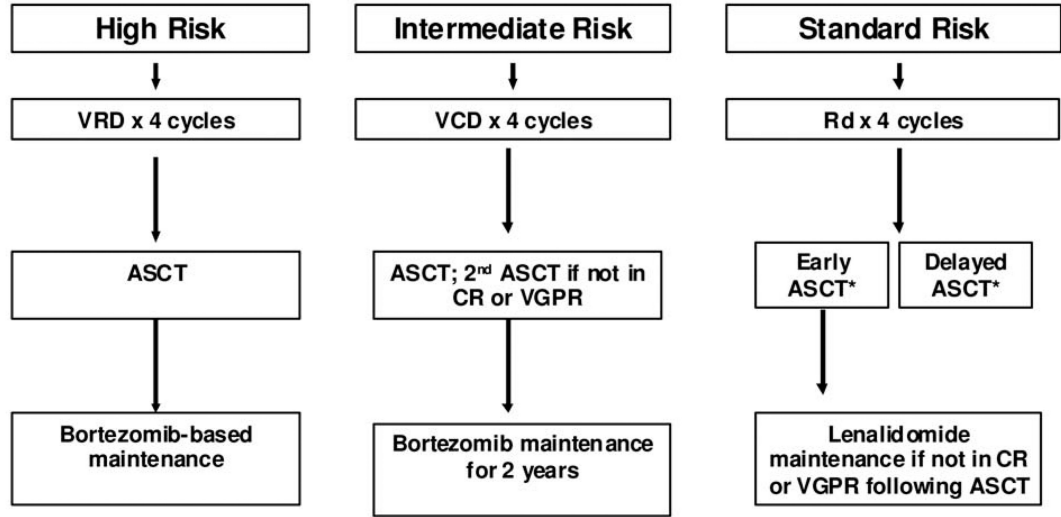 High Risk
VRD x 4 cycles
ASCT
Bortezomib-based
maintenance
Intermediate Risk
VCD x 4 cycles
ASCT; 2nd ASCT if not in
CR or VGPR
Bortezomib maintenance
for 2 years
Standard Risk
Rd x 4 cycles
Early
ASCT*
Delayed
ASCT*
Lenalidomide
maintenance if not in CR
or VGPR following ASCT